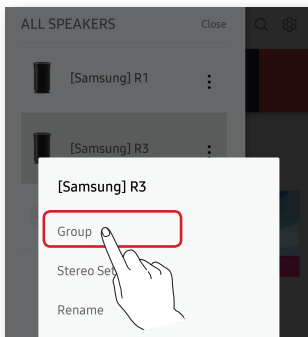 ALL SPEAKERS Close
[Samsung] R1
[Samsung] R3
[Samsung] R3
Group
Stereo Set
Rename